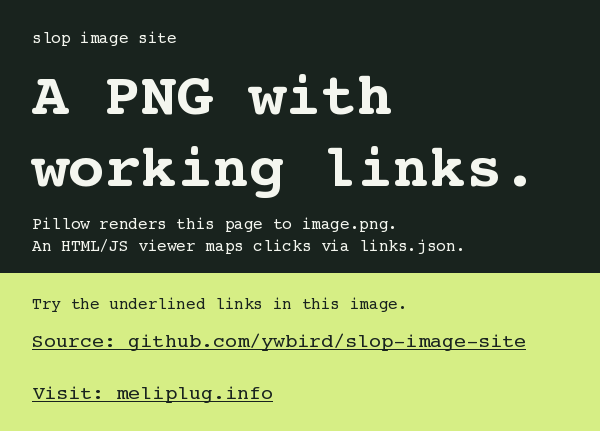 slop image site
A PNG with
working links.
Pillow renders this page to image.png.
An HTML/JS viewer maps clicks via links.json.
Try the underlined links in this image.
Source: github.com/ywbird/slop-image-site
Visit: meliplug.info